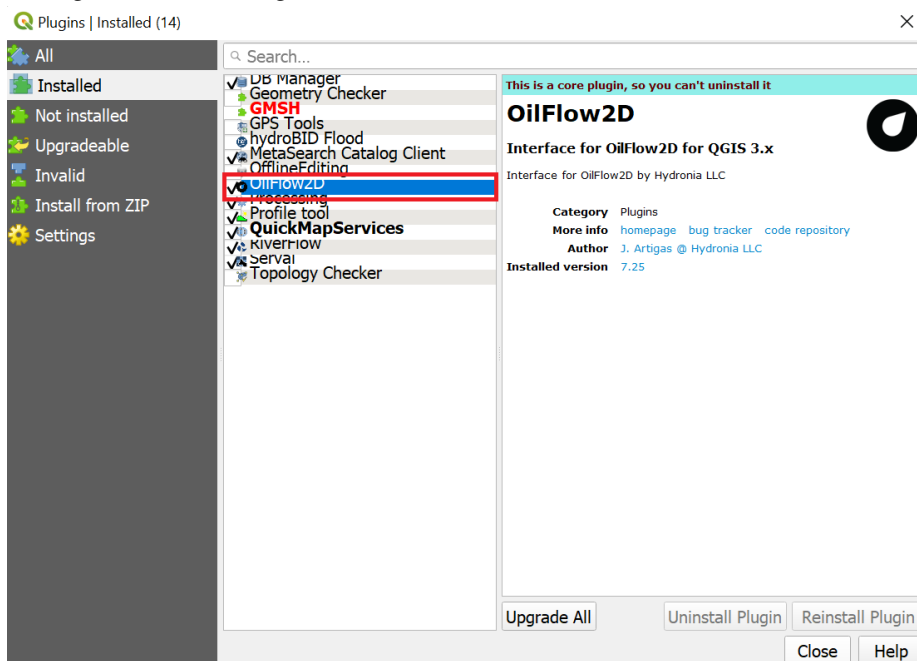 Plugins | Installed (14)
All
Installed
Not installed
Upgradeable
Invalid
Install from ZIP
Settings
Search...
DB Manager
Geometry Checker
GMSH
GPS Tools
hydroBID Flood
MetaSearch Catalog Client
OfflineEditing
OilFlow2D
Processing
Profile tool
QuickMapServices
RiverFlow
Serval
Topology Checker
This is a core plugin, so you can't uninstall it
OilFlow2D
Interface for OilFlow2D for QGIS 3.x
Interface for OilFlow2D by Hydronia LLC
Category Plugins
More info homepage bug tracker code repository
Author J. Artigas @ Hydronia LLC
Installed version 7.25
Upgrade All Uninstall Plugin Reinstall Plugin
Close Help